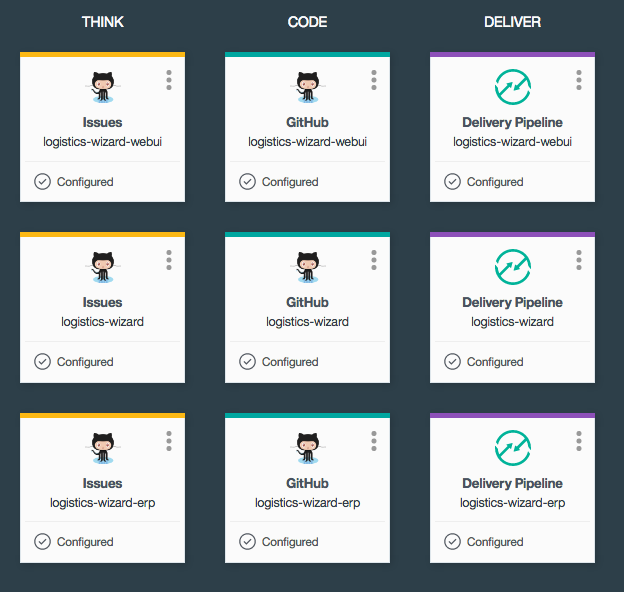 THINK
CODE
DELIVER
Issues
logistics-wizard-webui
Configured
GitHub
logistics-wizard-webui
Configured
Delivery Pipeline
logistics-wizard-webui
Configured
Issues
logistics-wizard
Configured
GitHub
logistics-wizard
Configured
Delivery Pipeline
logistics-wizard
Configured
Issues
logistics-wizard-erp
Configured
GitHub
logistics-wizard-erp
Configured
Delivery Pipeline
logistics-wizard-erp
Configured